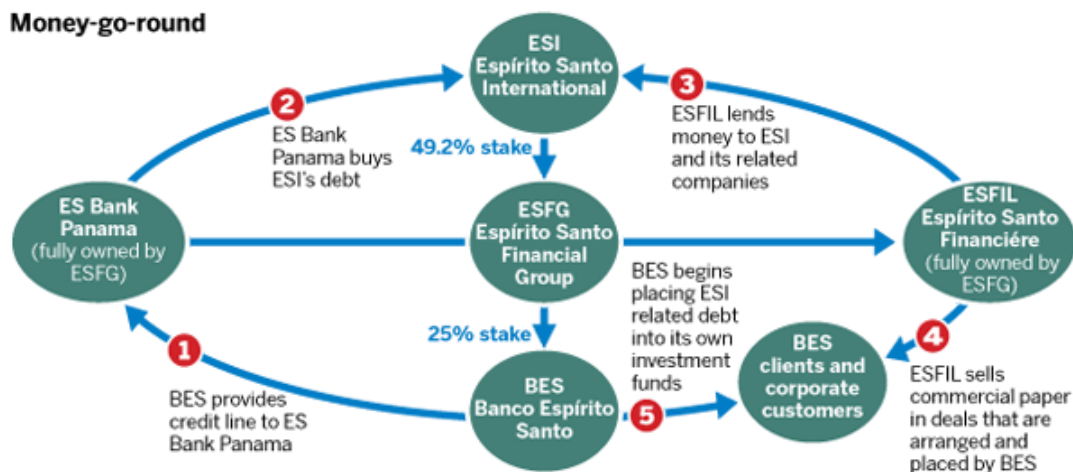 Money-go-round
ESI
Espírito Santo
International
2
ES Bank
Panama buys
ESI's debt
3
ESFIL lends
money to ESI
and its related
companies
49.2% stake
ES Bank
Panama
(fully owned by
ESFG)
ESFG
Espírito Santo
Financial
Group
ESFIL
Espírito Santo
Financiére
(fully owned by
ESFG)
25% stake
BES begins
placing ESI
related debt
into its own
investment
funds
1
BES provides
credit line to ES
Bank Panama
BES
Banco Espírito
Santo
5
BES
clients and
corporate
customers
4
ESFIL sells
commercial paper
in deals that are
arranged and
placed by BES